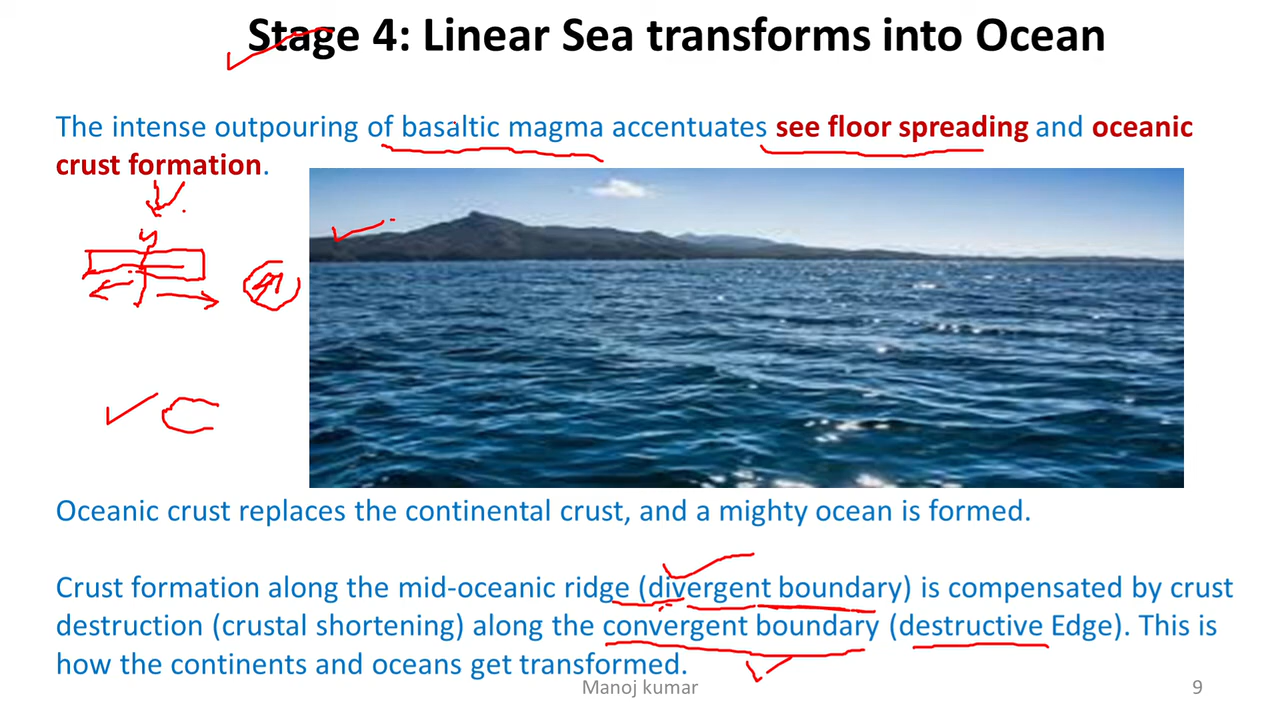 Stage 4: Linear Sea transforms into Ocean
The intense outpouring of basaltic magma accentuates see floor spreading and oceanic
crust formation.
Oceanic crust replaces the continental crust, and a mighty ocean is formed.
Crust formation along the mid-oceanic ridge (divergent boundary) is compensated by crust
destruction (crustal shortening) along the convergent boundary (destructive Edge). This is
how the continents and oceans get transformed.
Manoj kumar
9